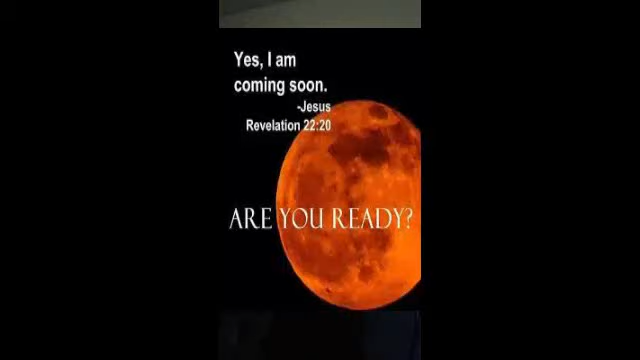 Yes, I am
coming soon.
-Jesus
Revelation 22:20
ARE YOU READY?